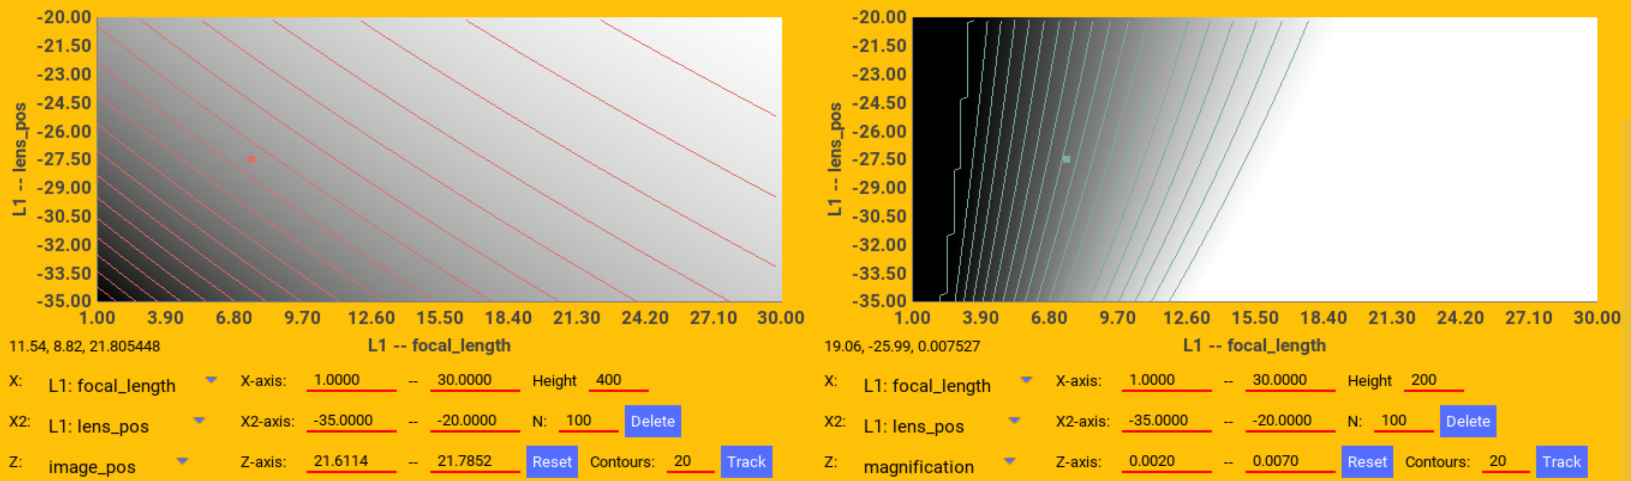 -20.00
-21.50
-23.00
-24.50
-26.00
-27.50
-29.00
-30.50
-32.00
-33.50
-35.00
L1 -- lens_pos
1.00 3.90 6.80 9.70 12.60 15.50 18.40 21.30 24.20 27.10 30.00
11.54, 8.82, 21.805448 L1 -- focal_length
X: L1: focal_length X-axis: 1.0000 -- 30.0000 Height 400
X2: L1: lens_pos X2-axis: -35.0000 -- -20.0000 N: 100 Delete
Z: image_pos Z-axis: 21.6114 -- 21.7852 Reset Contours: 20 Track
-20.00
-21.50
-23.00
-24.50
-26.00
-27.50
-29.00
-30.50
-32.00
-33.50
-35.00
L1 -- lens_pos
1.00 3.90 6.80 9.70 12.60 15.50 18.40 21.30 24.20 27.10 30.00
19.06, -25.99, 0.007527 L1 -- focal_length
X: L1: focal_length X-axis: 1.0000 -- 30.0000 Height 200
X2: L1: lens_pos X2-axis: -35.0000 -- -20.0000 N: 100 Delete
Z: magnification Z-axis: 0.0020 -- 0.0070 Reset Contours: 20 Track